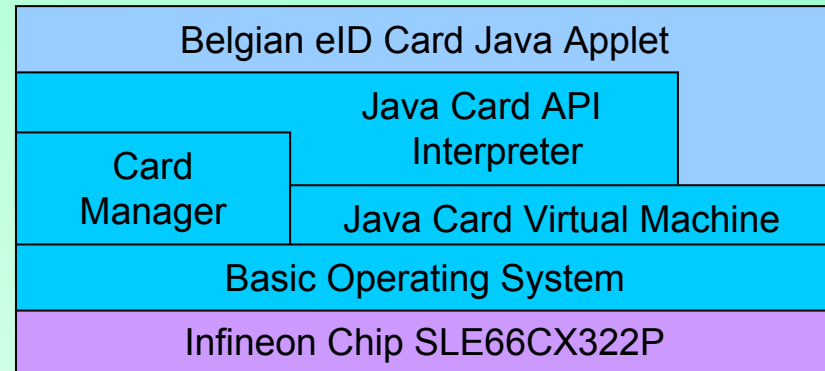 Belgian eID Card Java Applet
Java Card API
Interpreter
Card
Manager
Java Card Virtual Machine
Basic Operating System
Infineon Chip SLE66CX322P